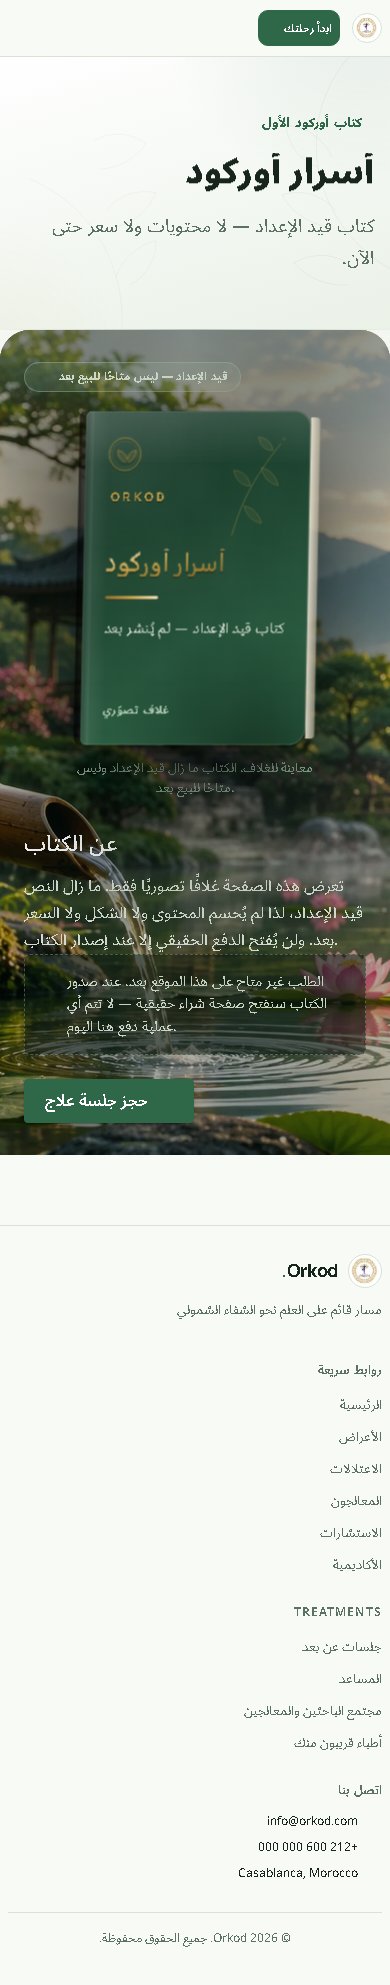 ابدأ رحلتك
كتاب أوركود الأول
أسرار أوركود
كتاب قيد الإعداد — لا محتويات ولا سعر حتى
الآن.
قيد الإعداد — ليس متاحًا للبيع بعد
ORKOD
أسرار أوركود
كتاب قيد الإعداد — لم يُنشر بعد
غلاف تصوّري
معاينة للغلاف. الكتاب ما زال قيد الإعداد وليس
متاحًا للبيع بعد.
عن الكتاب
تعرض هذه الصفحة غلافًا تصوريًا فقط. ما زال النص
قيد الإعداد، لذا لم يُحسم المحتوى ولا الشكل ولا السعر
بعد. ولن يُفتح الدفع الحقيقي إلا عند إصدار الكتاب.
الطلب غير متاح على هذا الموقع بعد. عند صدور
الكتاب سنفتح صفحة شراء حقيقية — لا تتم أي
عملية دفع هنا اليوم.
حجز جلسة علاج
Orkod.
مسار قائم على العلم نحو الشفاء الشمولي
روابط سريعة
الرئيسية
الأعراض
الاعتلالات
المعالجون
الاستشارات
الأكاديمية
TREATMENTS
جلسات عن بعد
المساعد
مجتمع الباحثين والمعالجين
أطباء قريبون منك
اتصل بنا
info@orkod.com
+212 600 000 000
Casablanca, Morocco
© 2026 Orkod. جميع الحقوق محفوظة.